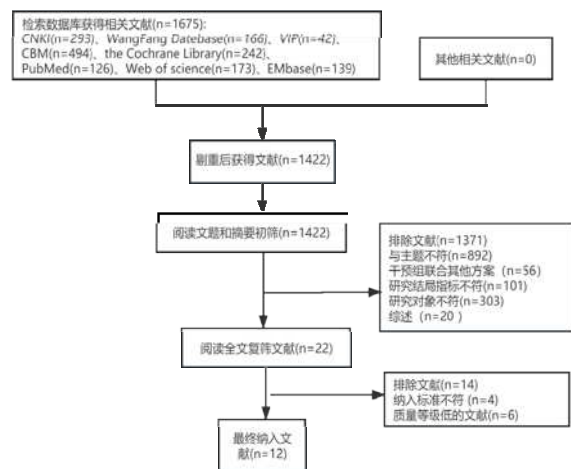 检索数据库获得相关文献(n=1675):
CNKI(n=293)、WangFang Datebase(n=166)、VIP(n=42)、
CBM(n=494)、the Cochrane Library(n=242)、
PubMed(n=126)、Web of science(n=173)、EMbase(n=139)
其他相关文献(n=0)
剔重后获得文献(n=1422)
阅读文题和摘要初筛(n=1422)
排除文献(n=1371)
与主题不符(n=892)
干预组联合其他方案（n=56)
研究结局指标不符(n=101)
研究对象不符(n=303)
综述（n=20 ）
阅读全文复筛文献(n=22)
排除文献(n=14)
纳入标准不符 (n=4)
质量等级低的文献(n=6)
最终纳入文
献(n=12)